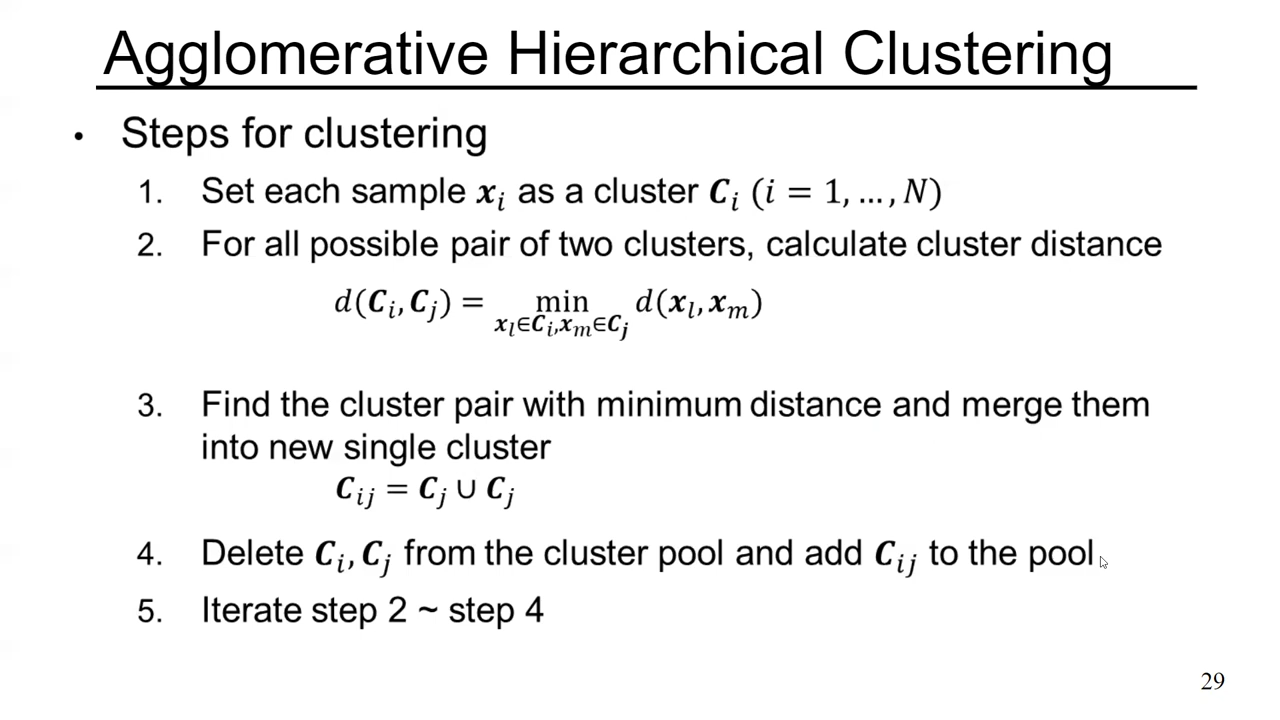 Agglomerative Hierarchical Clustering
• Steps for clustering
1. Set each sample 𝒙ᵢ as a cluster 𝑪ᵢ (i = 1, … , N)
2. For all possible pair of two clusters, calculate cluster distance
d(𝑪ᵢ, 𝑪ⱼ) = min d(𝒙ₗ, 𝒙ₘ)
𝒙ₗ∈𝑪ᵢ,𝒙ₘ∈𝑪ⱼ
3. Find the cluster pair with minimum distance and merge them
into new single cluster
𝑪ᵢⱼ = 𝑪ⱼ ∪ 𝑪ⱼ
4. Delete 𝑪ᵢ, 𝑪ⱼ from the cluster pool and add 𝑪ᵢⱼ to the pool
5. Iterate step 2 ~ step 4
29